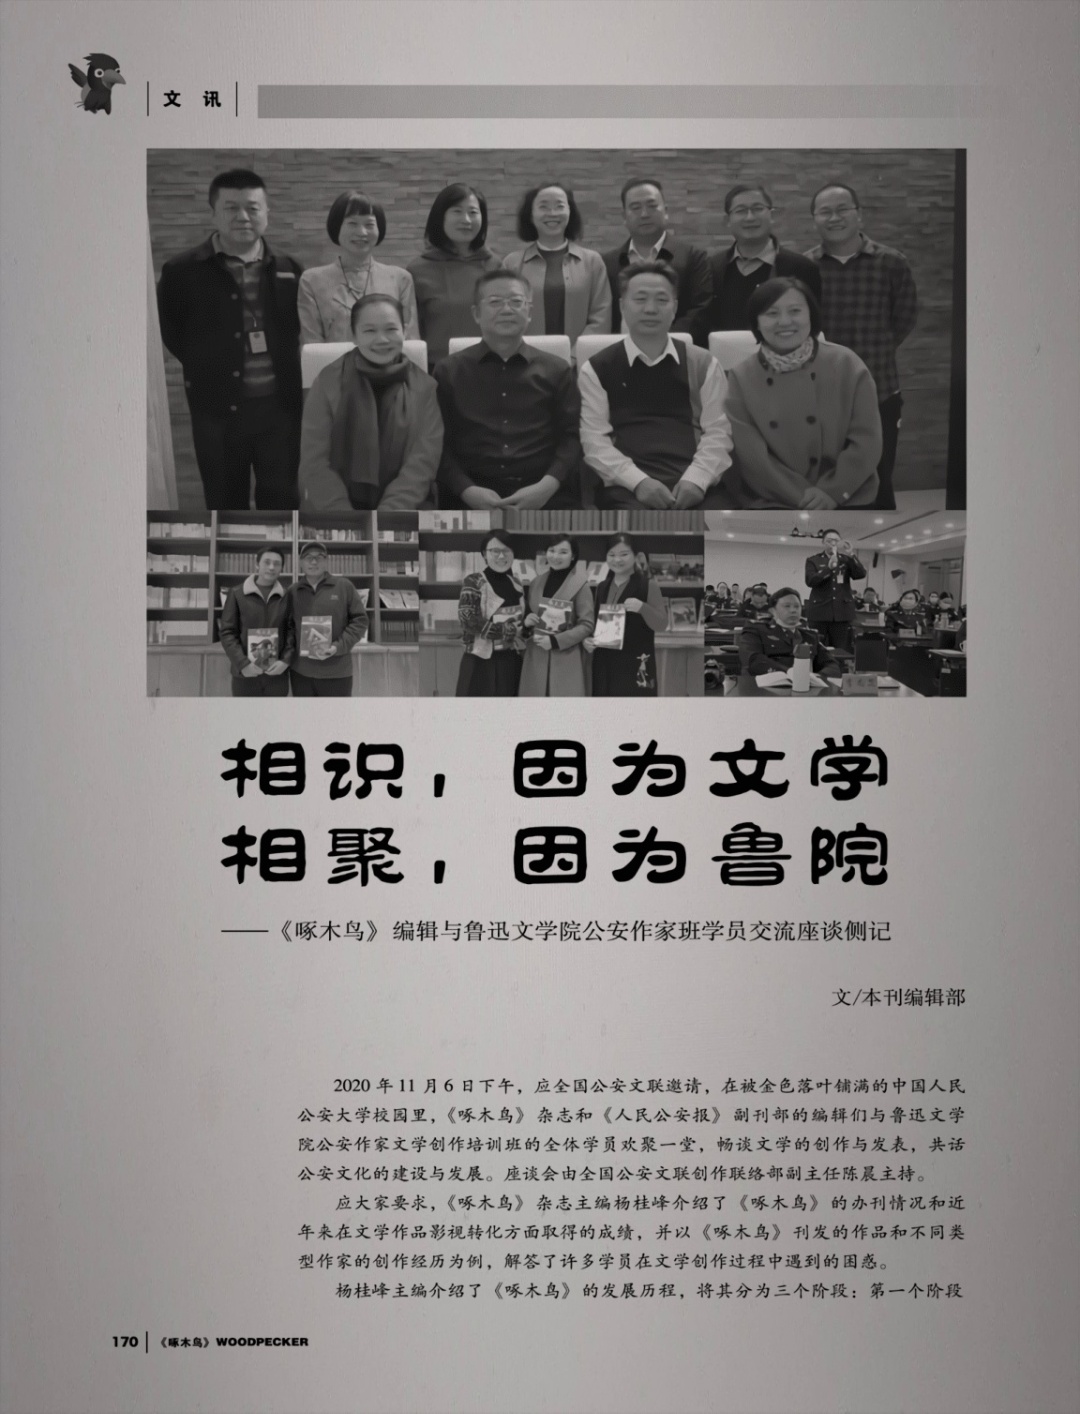 文 讯
相识，因为文学
相聚，因为鲁院
——《啄木鸟》编辑与鲁迅文学院公安作家班学员交流座谈侧记
文/本刊编辑部
2020年11月6日下午，应全国公安文联邀请，在被金色落叶铺满的中国人民
公安大学校园里，《啄木鸟》杂志和《人民公安报》副刊部的编辑们与鲁迅文学
院公安作家文学创作培训班的全体学员欢聚一堂，畅谈文学的创作与发表，共话
公安文化的建设与发展。座谈会由全国公安文联创作联络部副主任陈晨主持。
应大家要求，《啄木鸟》杂志主编杨桂峰介绍了《啄木鸟》的办刊情况和近
年来在文学作品影视转化方面取得的成绩，并以《啄木鸟》刊发的作品和不同类
型作家的创作经历为例，解答了许多学员在文学创作过程中遇到的困惑。
杨桂峰主编介绍了《啄木鸟》的发展历程，将其分为三个阶段：第一个阶段
170 《啄木鸟》WOODPECKER